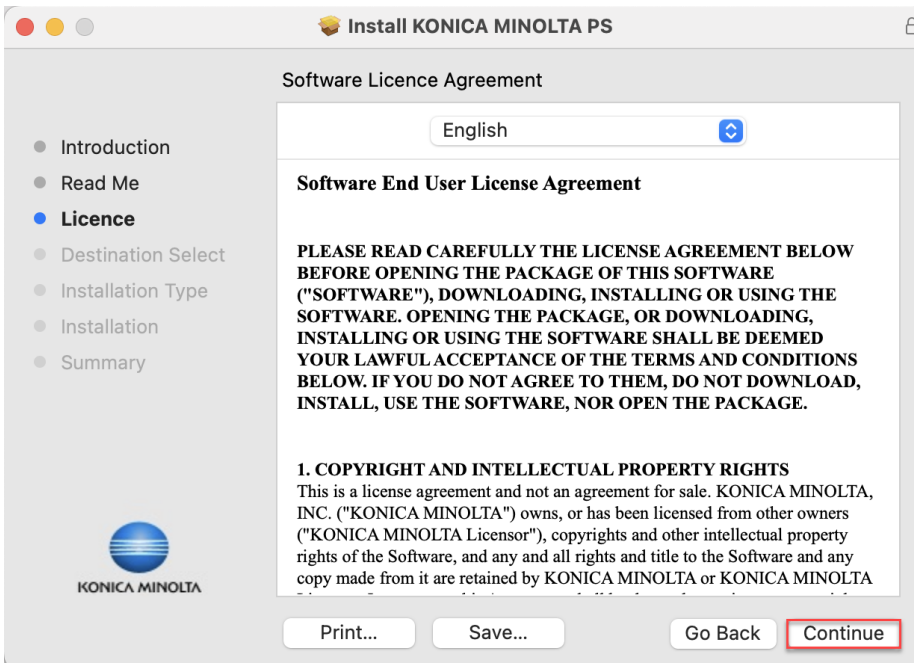 Install KONICA MINOLTA PS
Software Licence Agreement
Introduction
Read Me
Licence
Destination Select
Installation Type
Installation
Summary
KONICA MINOLTA
English
Software End User License Agreement
PLEASE READ CAREFULLY THE LICENSE AGREEMENT BELOW
BEFORE OPENING THE PACKAGE OF THIS SOFTWARE
("SOFTWARE"), DOWNLOADING, INSTALLING OR USING THE
SOFTWARE. OPENING THE PACKAGE, OR DOWNLOADING,
INSTALLING OR USING THE SOFTWARE SHALL BE DEEMED
YOUR LAWFUL ACCEPTANCE OF THE TERMS AND CONDITIONS
BELOW. IF YOU DO NOT AGREE TO THEM, DO NOT DOWNLOAD,
INSTALL, USE THE SOFTWARE, NOR OPEN THE PACKAGE.
1. COPYRIGHT AND INTELLECTUAL PROPERTY RIGHTS
This is a license agreement and not an agreement for sale. KONICA MINOLTA,
INC. ("KONICA MINOLTA") owns, or has been licensed from other owners
("KONICA MINOLTA Licensor"), copyrights and other intellectual property
rights of the Software, and any and all rights and title to the Software and any
copy made from it are retained by KONICA MINOLTA or KONICA MINOLTA
Print...
Save...
Go Back
Continue